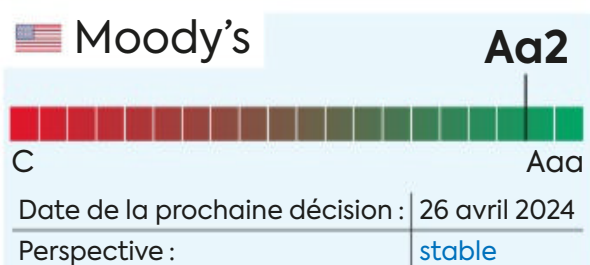 Moody’s
Aa2
C
Aaa
Date de la prochaine décision : 26 avril 2024
Perspective : stable